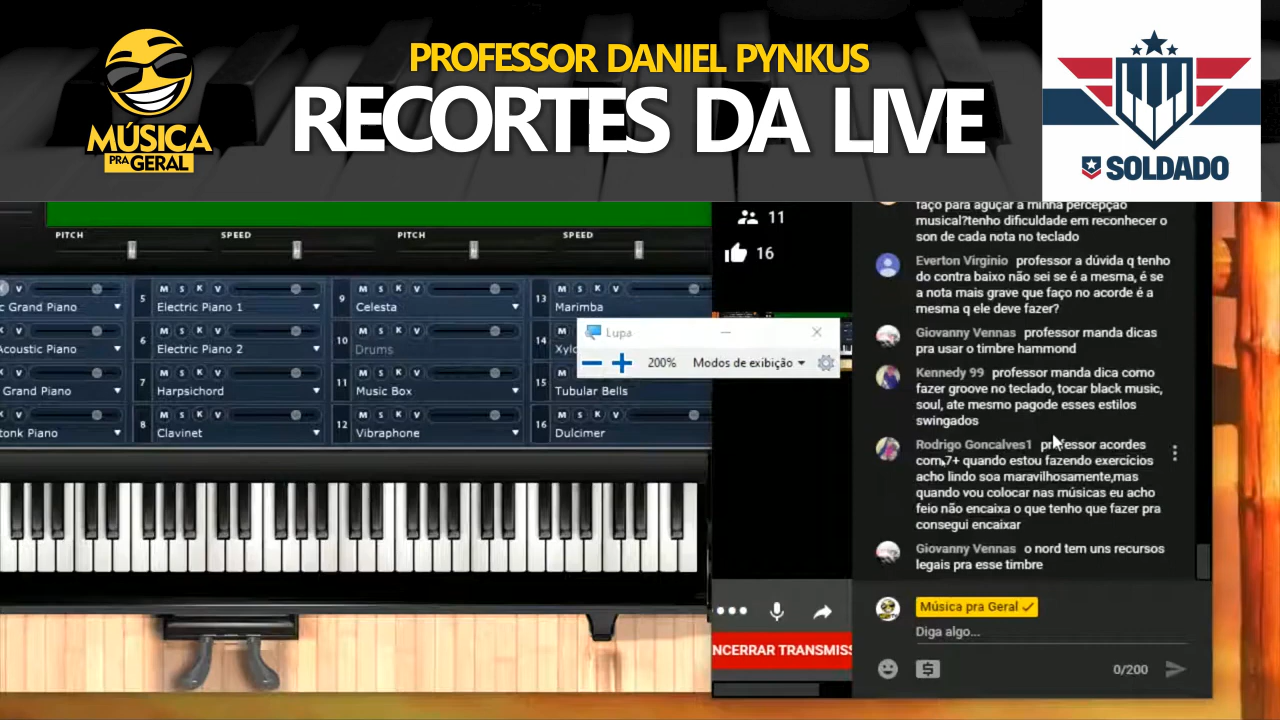 PROFESSOR DANIEL PYNKUS
RECORTES DA LIVE
MÚSICA
PRA GERAL
SOLDADO
PITCH
SPEED
PITCH
SPEED
11
16
V
M S K V
M S K V
M S K V
c Grand Piano
5
Electric Piano 1
9
Celesta
13
Marimba
K V
M S K V
M S K V
M
Acoustic Piano
6
Electric Piano 2
10
Drums
14
Xylo
K V
M S K V
M S K V
M S K V
Grand Piano
7
Harpsichord
11
Music Box
15
Tubular Bells
K V
M S K V
M S K V
M S K V
tonk Piano
8
Clavinet
12
Vibraphone
16
Dulcimer
Lupa
200%
Modos de exibição
faço para aguçar a minha percepção
musical?tenho dificuldade em reconhecer o
son de cada nota no teclado
Everton Virginio professor a dúvida q tenho
do contra baixo não sei se é a mesma, é se
a nota mais grave que faço no acorde é a
mesma q ele deve fazer?
Giovanny Vennas professor manda dicas
pra usar o timbre hammond
Kennedy 99 professor manda dica como
fazer groove no teclado, tocar black music,
soul, ate mesmo pagode esses estilos
swingados
Rodrigo Goncalves1 professor acordes
com 7+ quando estou fazendo exercícios
acho lindo soa maravilhosamente,mas
quando vou colocar nas músicas eu acho
feio não encaixa o que tenho que fazer pra
consegui encaixar
Giovanny Vennas o nord tem uns recursos
legais pra esse timbre
Música pra Geral
Diga algo...
0/200
NCERRAR TRANSMISS